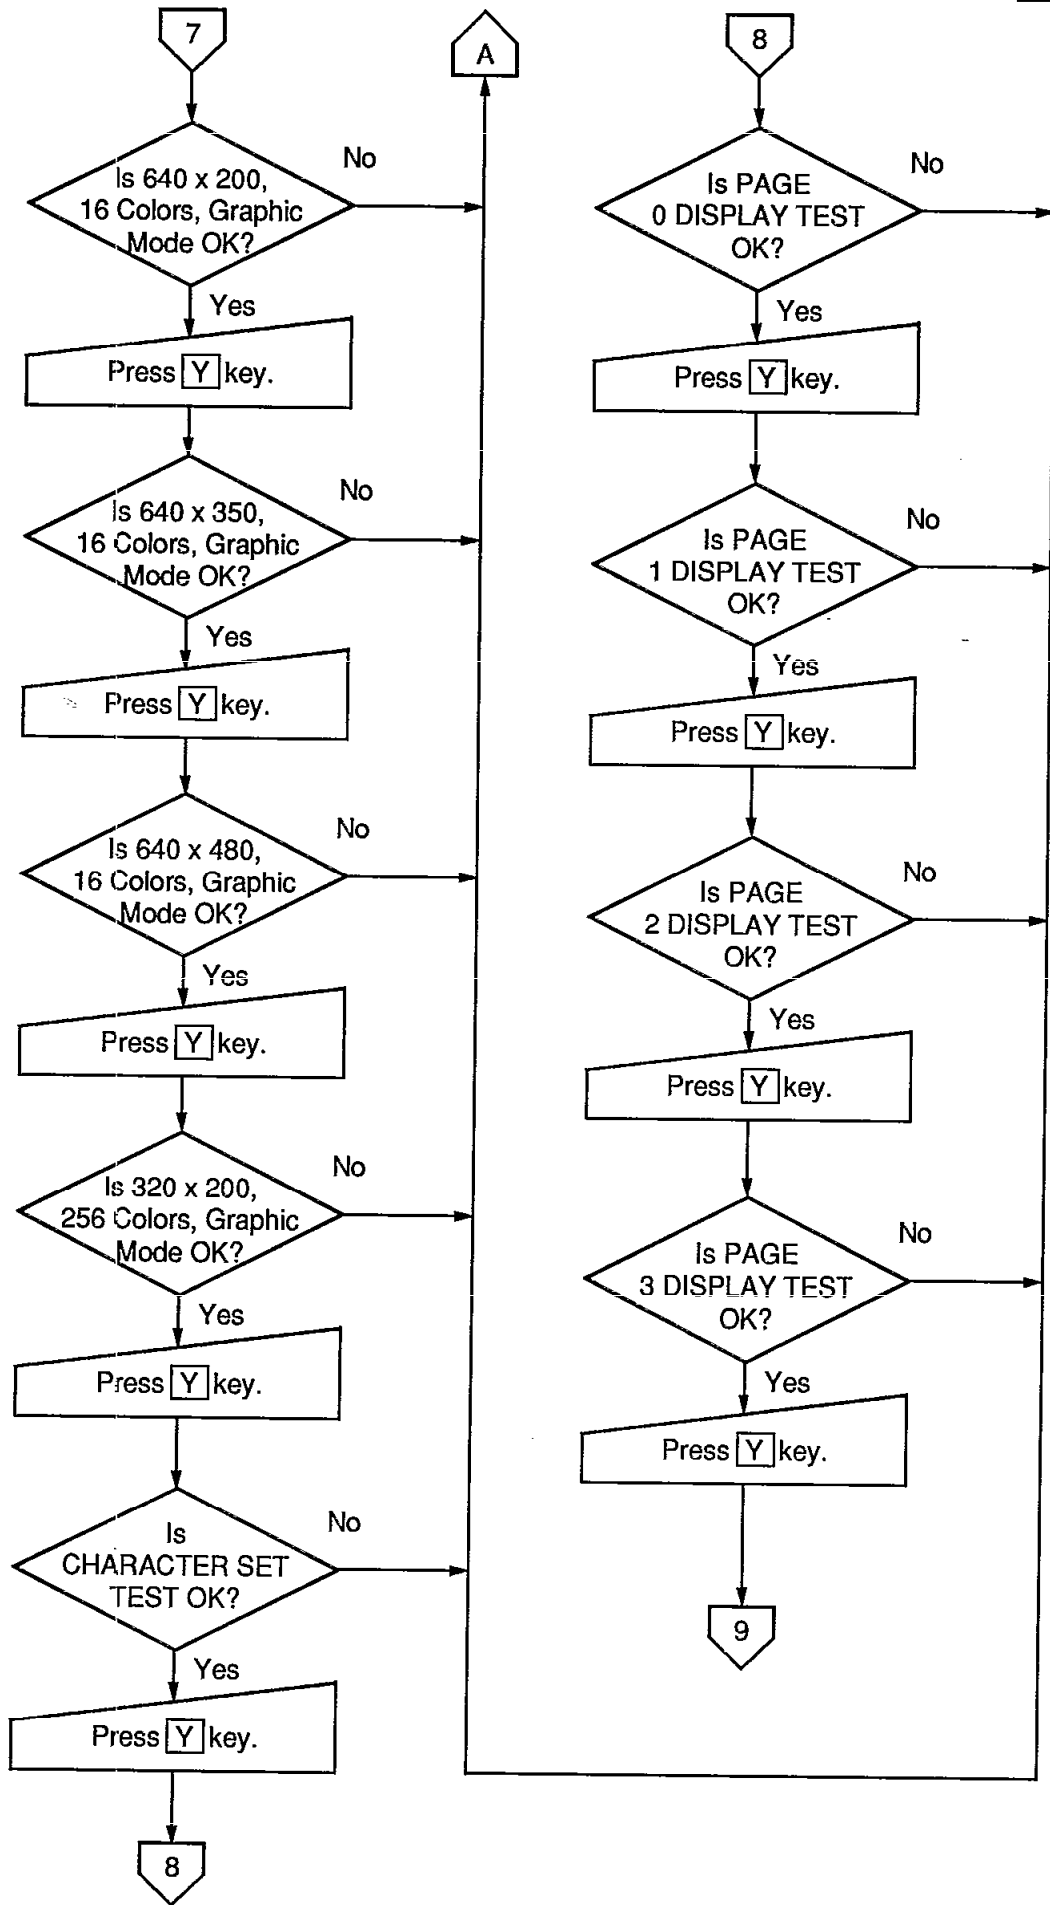 7
Is 640 x 200,
16 Colors, Graphic
Mode OK?
No
Yes
Press Y key.
Is 640 x 350,
16 Colors, Graphic
Mode OK?
No
Yes
Press Y key.
Is 640 x 480,
16 Colors, Graphic
Mode OK?
No
Yes
Press Y key.
Is 320 x 200,
256 Colors, Graphic
Mode OK?
No
Yes
Press Y key.
Is
CHARACTER SET
TEST OK?
No
Yes
Press Y key.
8
A
8
Is PAGE
0 DISPLAY TEST
OK?
No
Yes
Press Y key.
Is PAGE
1 DISPLAY TEST
OK?
No
Yes
Press Y key.
Is PAGE
2 DISPLAY TEST
OK?
No
Yes
Press Y key.
Is PAGE
3 DISPLAY TEST
OK?
No
Yes
Press Y key.
9